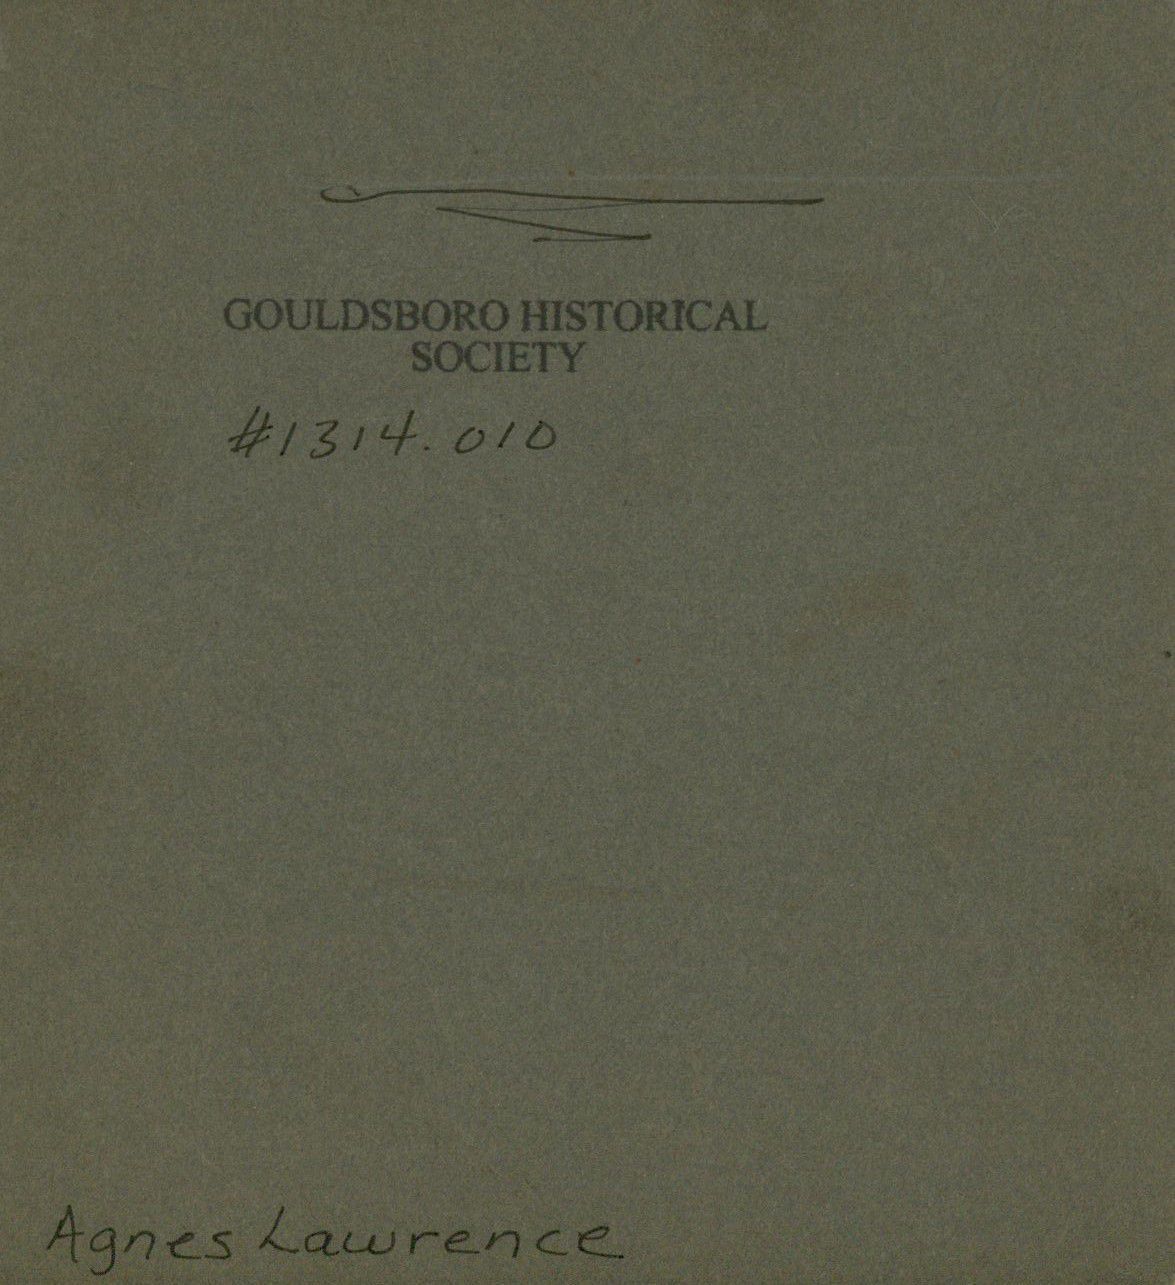 GOULDSBORO HISTORICAL
SOCIETY
#1314.010
Agnes Lawrence